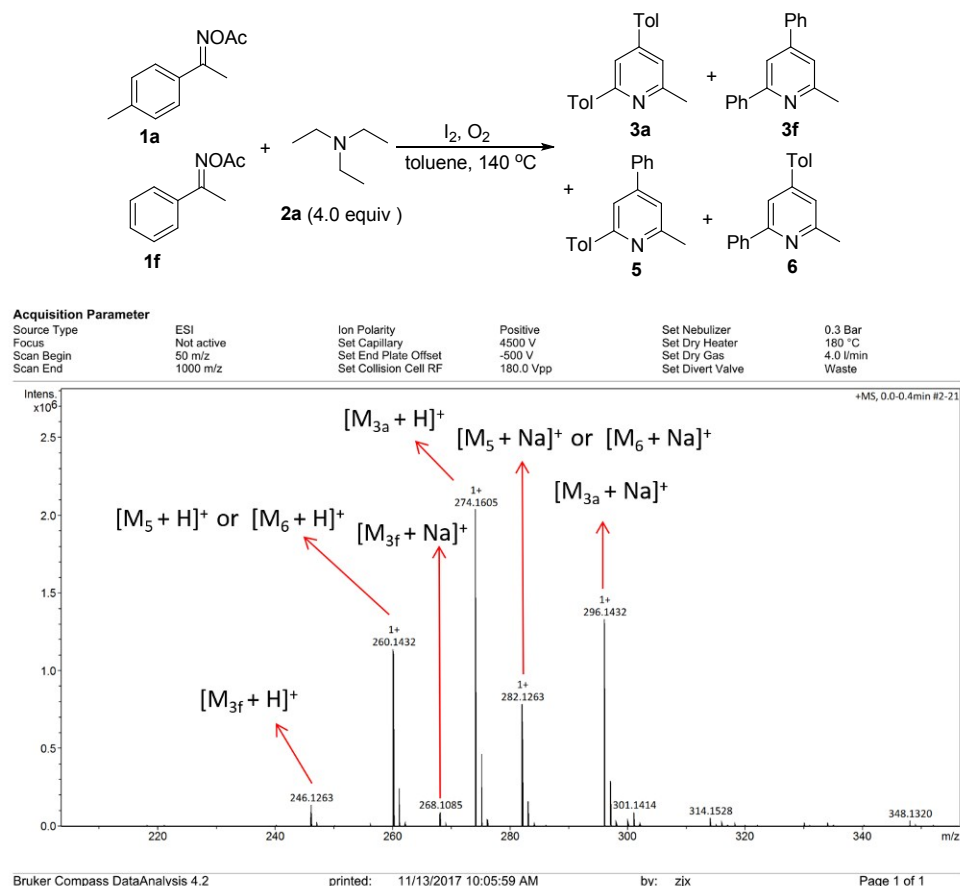 NOAc
1a
NOAc
1f
+
N
2a (4.0 equiv )
I2, O2
toluene, 140 °C
Tol
Tol
N
3a
+
Ph
Ph
N
3f
+
Ph
Tol
N
5
+
Tol
Ph
N
6
Acquisition Parameter
Source Type ESI Ion Polarity Positive Set Nebulizer 0.3 Bar
Focus Not active Set Capillary 4500 V Set Dry Heater 180 °C
Scan Begin 50 m/z Set End Plate Offset -500 V Set Dry Gas 4.0 l/min
Scan End 1000 m/z Set Collision Cell RF 180.0 Vpp Set Divert Valve Waste
Intens.
x10⁶
+MS, 0.0-0.4min #2-21
[M3a + H]⁺
[M5 + Na]⁺ or [M6 + Na]⁺
[M3a + Na]⁺
[M5 + H]⁺ or [M6 + H]⁺
[M3f + Na]⁺
[M3f + H]⁺
1+
274.1605
1+
296.1432
1+
260.1432
1+
282.1263
246.1263
268.1085
301.1414
314.1528
348.1320
2.5
2.0
1.5
1.0
0.5
0.0
220 240 260 280 300 320 340 m/z
Bruker Compass DataAnalysis 4.2 printed: 11/13/2017 10:05:59 AM by: zjx Page 1 of 1